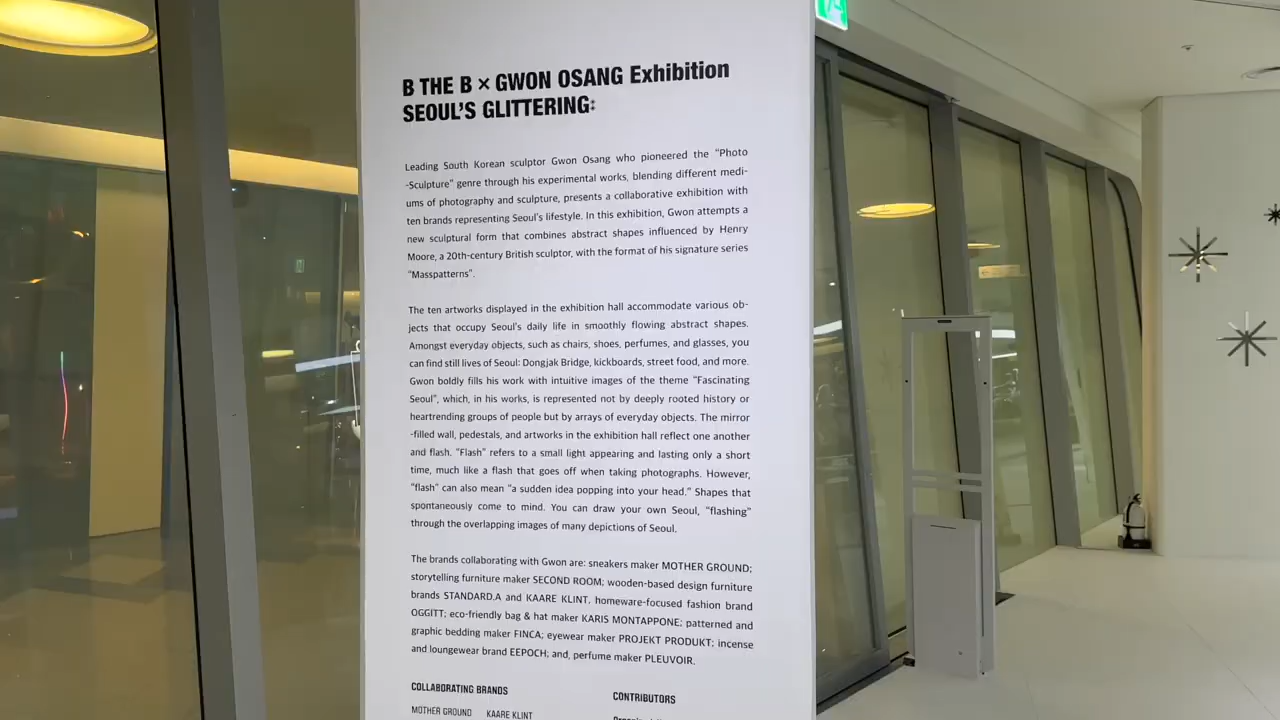 B THE B × GWON OSANG Exhibition
SEOUL'S GLITTERING:
Leading South Korean sculptor Gwon Osang who pioneered the "Photo
-Sculpture" genre through his experimental works, blending different medi-
ums of photography and sculpture, presents a collaborative exhibition with
ten brands representing Seoul's lifestyle. In this exhibition, Gwon attempts a
new sculptural form that combines abstract shapes influenced by Henry
Moore, a 20th-century British sculptor, with the format of his signature series
"Masspatterns".
The ten artworks displayed in the exhibition hall accommodate various ob-
jects that occupy Seoul's daily life in smoothly flowing abstract shapes.
Amongst everyday objects, such as chairs, shoes, perfumes, and glasses, you
can find still lives of Seoul: Dongjak Bridge, kickboards, street food, and more.
Gwon boldly fills his work with intuitive images of the theme "Fascinating
Seoul", which, in his works, is represented not by deeply rooted history or
heartrending groups of people but by arrays of everyday objects. The mirror
-filled wall, pedestals, and artworks in the exhibition hall reflect one another
and flash. "Flash" refers to a small light appearing and lasting only a short
time, much like a flash that goes off when taking photographs. However,
"flash" can also mean "a sudden idea popping into your head." Shapes that
spontaneously come to mind. You can draw your own Seoul, "flashing"
through the overlapping images of many depictions of Seoul.
The brands collaborating with Gwon are: sneakers maker MOTHER GROUND;
storytelling furniture maker SECOND ROOM; wooden-based design furniture
brands STANDARD.A and KAARE KLINT, homeware-focused fashion brand
OGGITT; eco-friendly bag & hat maker KARIS MONTAPPONE; patterned and
graphic bedding maker FINCA; eyewear maker PROJEKT PRODUKT; incense
and loungewear brand EEPOCH; and, perfume maker PLEUVOIR.
COLLABORATING BRANDS
CONTRIBUTORS
MOTHER GROUND KAARE KLINT